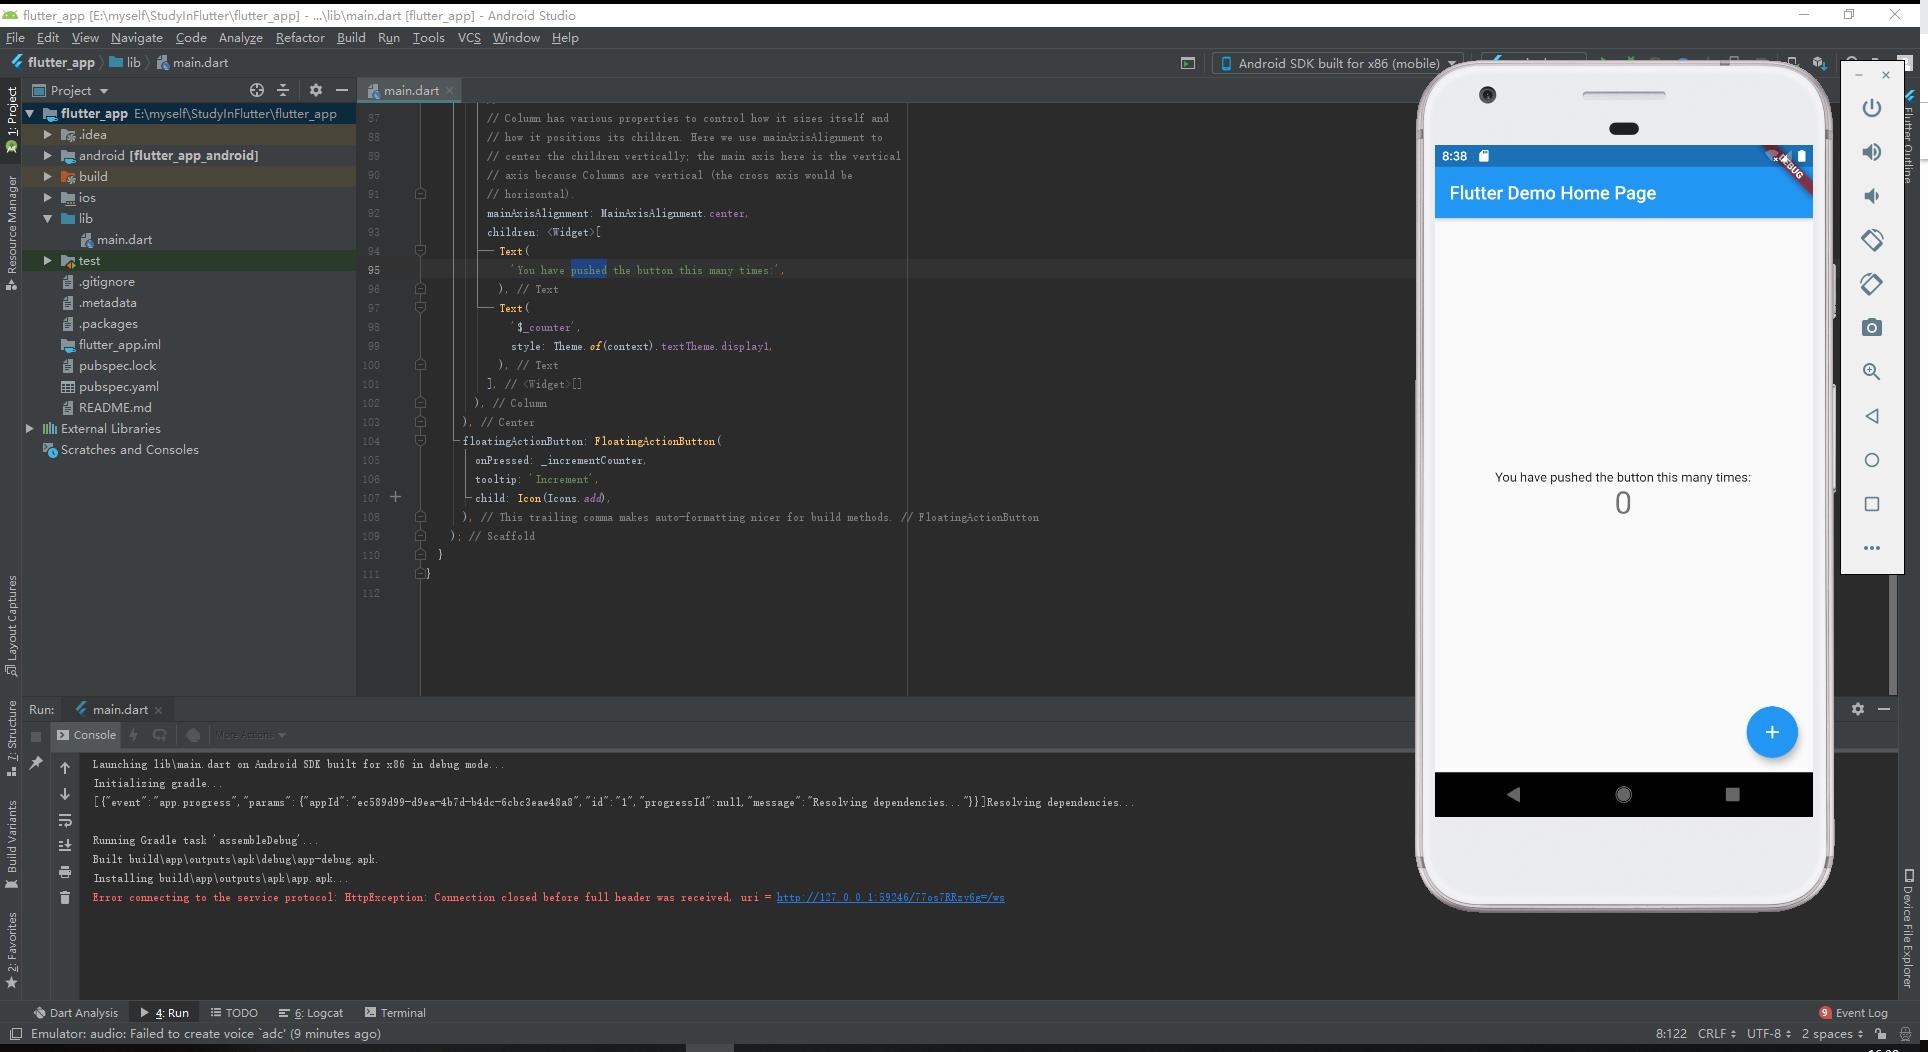 flutter_app [E:\myself\StudyInFlutter\flutter_app] - ...\lib\main.dart [flutter_app] - Android Studio
File Edit View Navigate Code Analyze Refactor Build Run Tools VCS Window Help
flutter_app lib main.dart
Android SDK built for x86 (mobile)
Project
main.dart
1: Project
Resource Manager
Layout Captures
7: Structure
Build Variants
2: Favorites
flutter_app E:\myself\StudyInFlutter\flutter_app
.idea
android [flutter_app_android]
build
ios
lib
main.dart
test
.gitignore
.metadata
.packages
flutter_app.iml
pubspec.lock
pubspec.yaml
README.md
External Libraries
Scratches and Consoles
87 // Column has various properties to control how it sizes itself and
88 // how it positions its children. Here we use mainAxisAlignment to
89 // center the children vertically; the main axis here is the vertical
90 // axis because Columns are vertical (the cross axis would be
91 // horizontal).
92 mainAxisAlignment: MainAxisAlignment.center,
93 children: <Widget>[
94 Text(
95 'You have pushed the button this many times:',
96 ), // Text
97 Text(
98 '$_counter',
99 style: Theme.of(context).textTheme.display1,
100 ), // Text
101 ], // <Widget>[]
102 ), // Column
103 ), // Center
104 floatingActionButton: FloatingActionButton(
105 onPressed: _incrementCounter,
106 tooltip: 'Increment',
107 child: Icon(Icons.add),
108 ), // This trailing comma makes auto-formatting nicer for build methods. // FloatingActionButton
109 ); // Scaffold
110 }
111 }
112
8:38
DEBUG
Flutter Demo Home Page
You have pushed the button this many times:
0
Flutter Outline
Device File Explorer
Run: main.dart
Console
More Actions
Launching lib\main.dart on Android SDK built for x86 in debug mode...
Initializing gradle...
[{"event":"app.progress","params":{"appId":"ec589d99-d9ea-4b7d-b4dc-6cbc3eae48a8","id":"1","progressId":null,"message":"Resolving dependencies..."}}]Resolving dependencies...
Running Gradle task 'assembleDebug'...
Built build\app\outputs\apk\debug\app-debug.apk.
Installing build\app\outputs\apk\app.apk...
Error connecting to the service protocol: HttpException: Connection closed before full header was received, uri = http://127.0.0.1:59246/77os7RRzy6g=/ws
Dart Analysis 4: Run TODO 6: Logcat Terminal
9 Event Log
Emulator: audio: Failed to create voice `adc' (9 minutes ago)
8:122 CRLF UTF-8 2 spaces